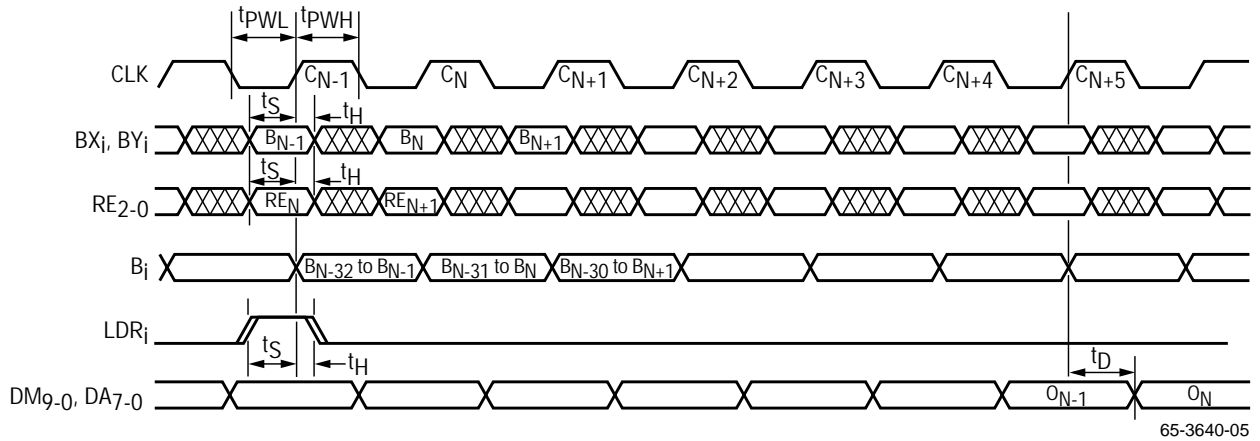 tPWL tPWH
CLK CN-1 CN CN+1 CN+2 CN+3 CN+4 CN+5
tS tH
BXi, BYi BN-1 BN BN+1
tS tH
RE2-0 REN REN+1
Bi BN-32 to BN-1 BN-31 to BN BN-30 to BN+1
LDRi
tS tH
tD
DM9-0, DA7-0 ON-1 ON
65-3640-05